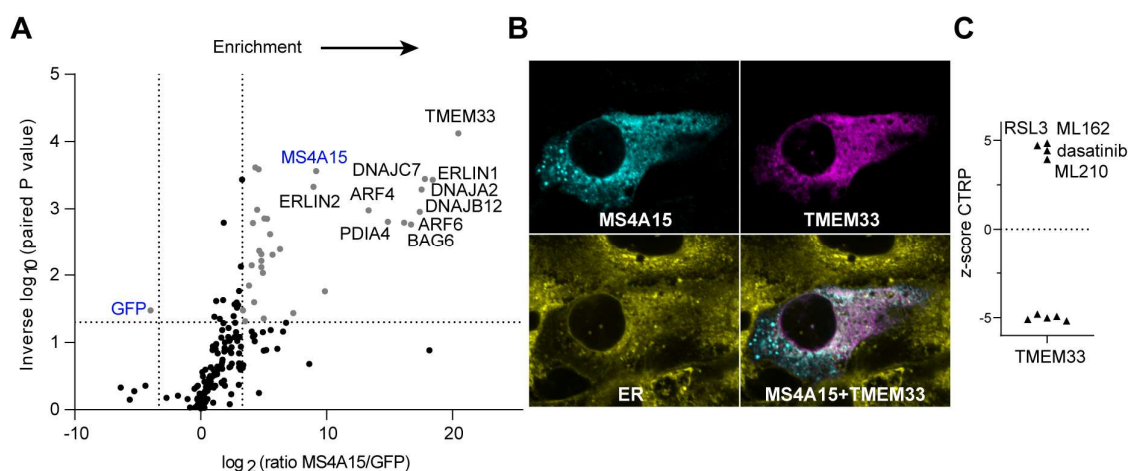 A
Enrichment
Inverse log10 (paired P value)
5
4
3
2
1
0
-10
0
10
20
log2 (ratio MS4A15/GFP)
TMEM33
MS4A15
DNAJC7
ERLIN1
ERLIN2
ARF4
DNAJA2
DNAJB12
PDIA4
ARF6
BAG6
GFP
B
MS4A15
TMEM33
ER
MS4A15+TMEM33
C
z-score CTRP
5
0
-5
RSL3 ML162
dasatinib
ML210
TMEM33